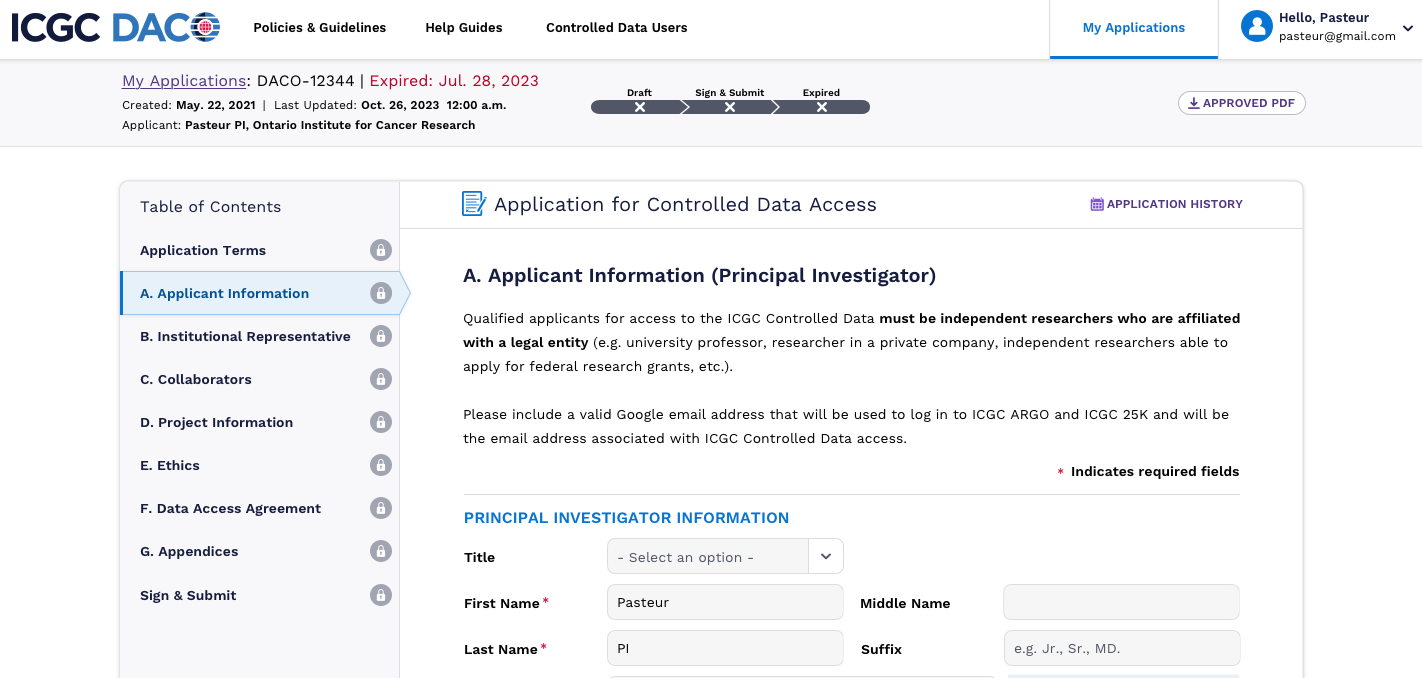 ICGC DACO
Policies & Guidelines
Help Guides
Controlled Data Users
My Applications
Hello, Pasteur
pasteur@gmail.com
My Applications: DACO-12344 | Expired: Jul. 28, 2023
Created: May. 22, 2021 | Last Updated: Oct. 26, 2023 12:00 a.m.
Applicant: Pasteur PI, Ontario Institute for Cancer Research
Draft
Sign & Submit
Expired
APPROVED PDF
Table of Contents
Application Terms
A. Applicant Information
B. Institutional Representative
C. Collaborators
D. Project Information
E. Ethics
F. Data Access Agreement
G. Appendices
Sign & Submit
Application for Controlled Data Access
APPLICATION HISTORY
A. Applicant Information (Principal Investigator)
Qualified applicants for access to the ICGC Controlled Data must be independent researchers who are affiliated
with a legal entity (e.g. university professor, researcher in a private company, independent researchers able to
apply for federal research grants, etc.).
Please include a valid Google email address that will be used to log in to ICGC ARGO and ICGC 25K and will be
the email address associated with ICGC Controlled Data access.
* Indicates required fields
PRINCIPAL INVESTIGATOR INFORMATION
Title
- Select an option -
First Name *
Pasteur
Middle Name
Last Name *
PI
Suffix
e.g. Jr., Sr., MD.